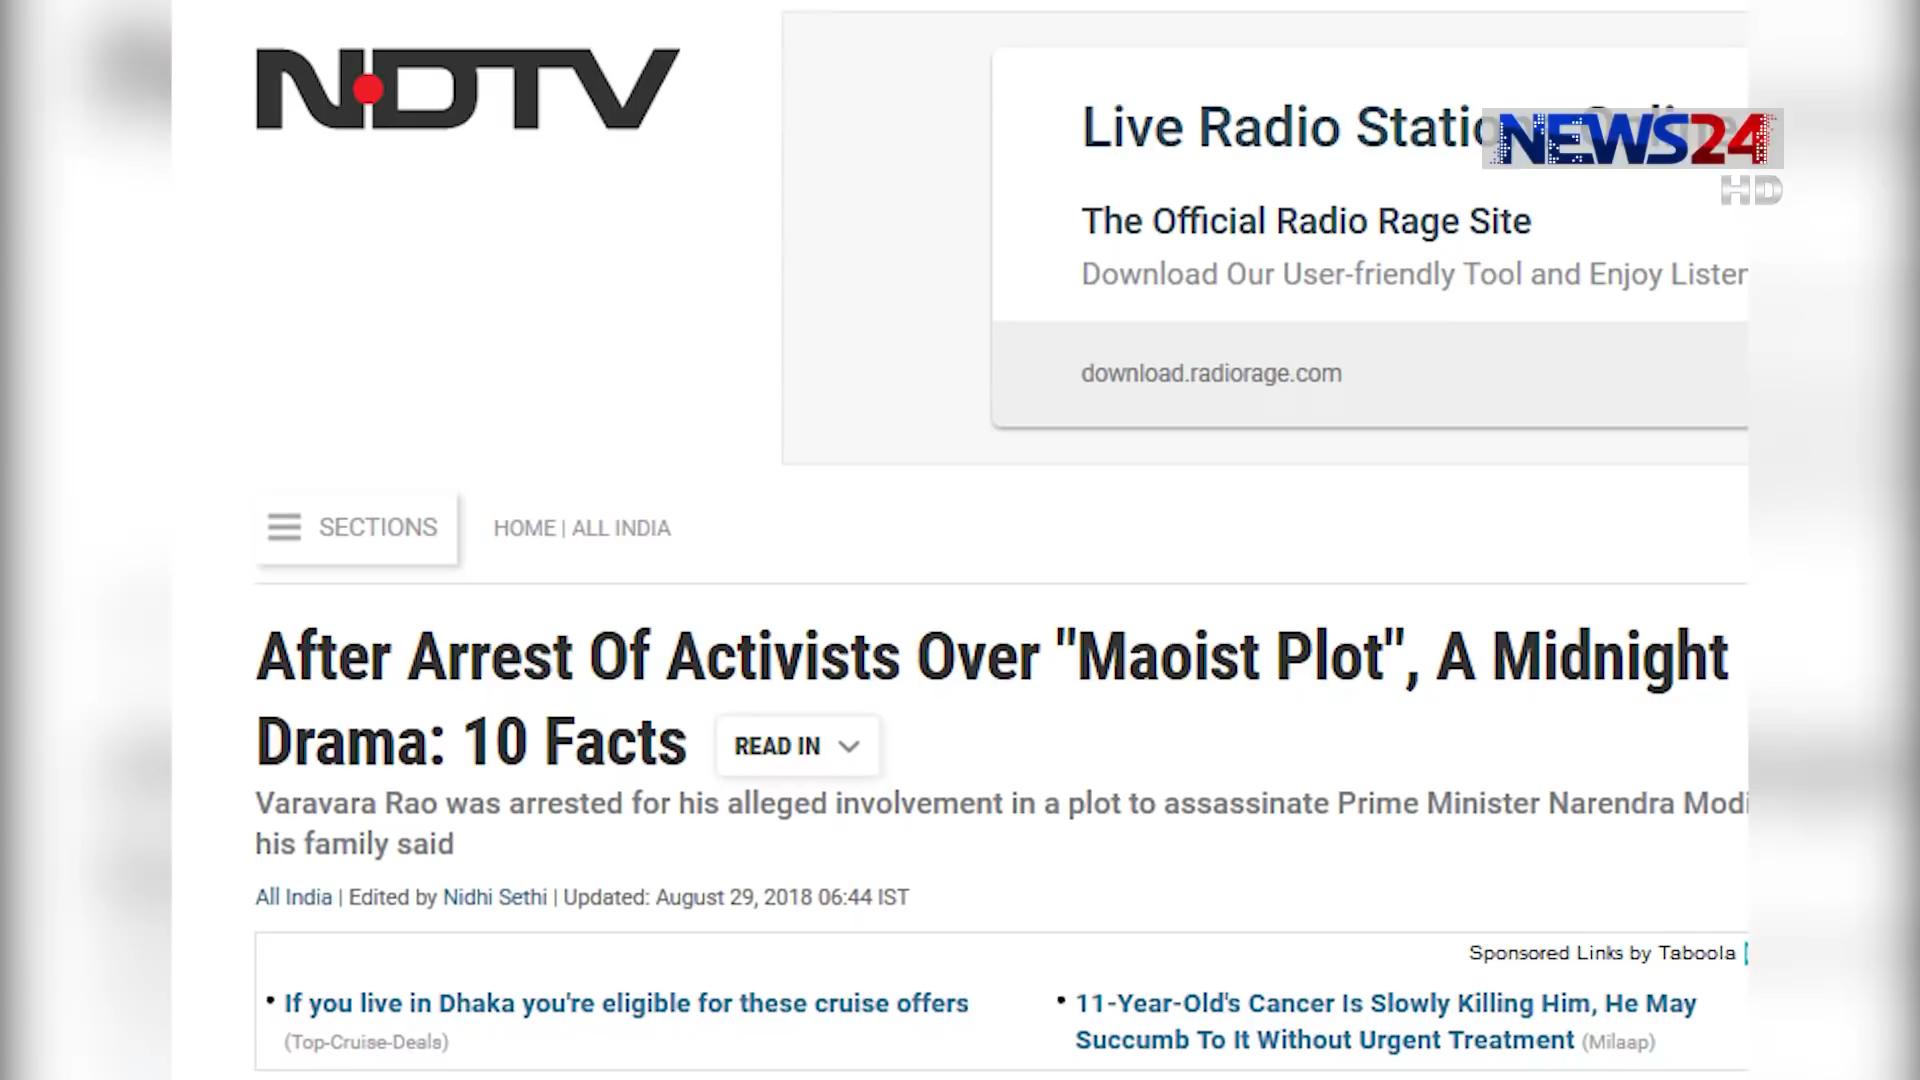 NDTV
Live Radio Statio
NEWS24
HD
The Official Radio Rage Site
Download Our User-friendly Tool and Enjoy Listen
download.radiorage.com
SECTIONS
HOME | ALL INDIA
After Arrest Of Activists Over "Maoist Plot", A Midnight
Drama: 10 Facts READ IN
Varavara Rao was arrested for his alleged involvement in a plot to assassinate Prime Minister Narendra Modi
his family said
All India | Edited by Nidhi Sethi | Updated: August 29, 2018 06:44 IST
Sponsored Links by Taboola
• If you live in Dhaka you're eligible for these cruise offers
(Top-Cruise-Deals)
• 11-Year-Old's Cancer Is Slowly Killing Him, He May
Succumb To It Without Urgent Treatment (Milaap)